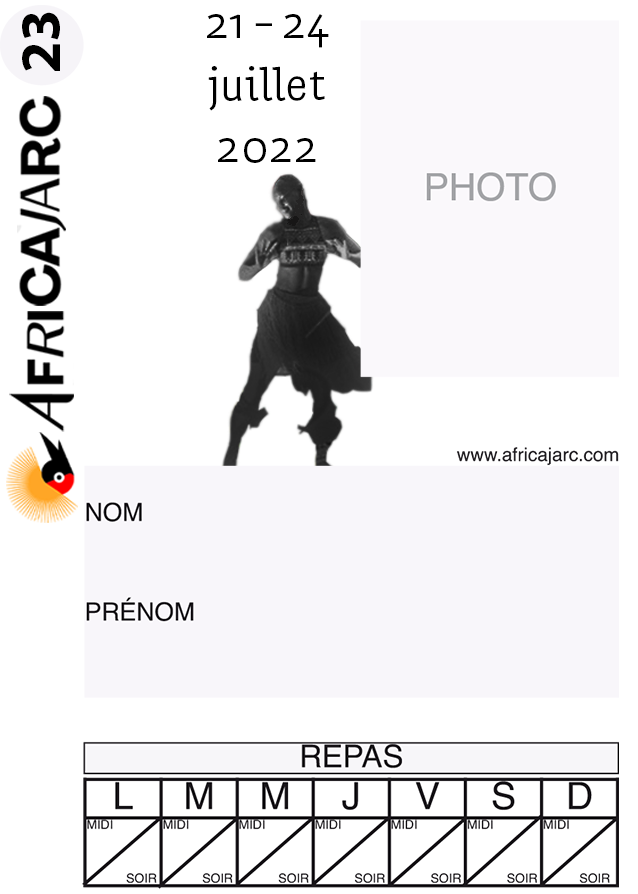 AFRICAJARC 23
21 – 24
juillet
2022
PHOTO
www.africajarc.com
NOM
PRÉNOM
REPAS
L M M J V S D
MIDI MIDI MIDI MIDI MIDI MIDI MIDI
SOIR SOIR SOIR SOIR SOIR SOIR SOIR